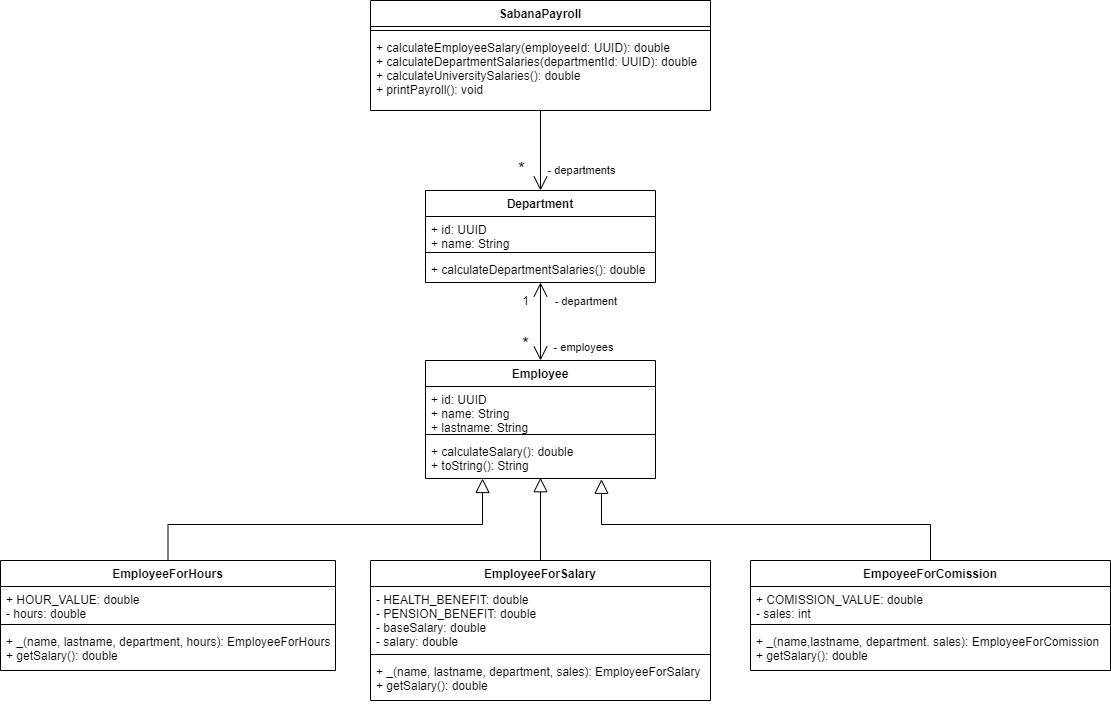 SabanaPayroll
+ calculateEmployeeSalary(employeeId: UUID): double
+ calculateDepartmentSalaries(departmentId: UUID): double
+ calculateUniversitySalaries(): double
+ printPayroll(): void
*
- departments
Department
+ id: UUID
+ name: String
+ calculateDepartmentSalaries(): double
1
- department
*
- employees
Employee
+ id: UUID
+ name: String
+ lastname: String
+ calculateSalary(): double
+ toString(): String
EmployeeForHours
+ HOUR_VALUE: double
- hours: double
+ _(name, lastname, department, hours): EmployeeForHours
+ getSalary(): double
EmployeeForSalary
- HEALTH_BENEFIT: double
- PENSION_BENEFIT: double
- baseSalary: double
- salary: double
+ _(name, lastname, department, sales): EmployeeForSalary
+ getSalary(): double
EmpoyeeForComission
+ COMISSION_VALUE: double
- sales: int
+ _(name,lastname, department. sales): EmployeeForComission
+ getSalary(): double